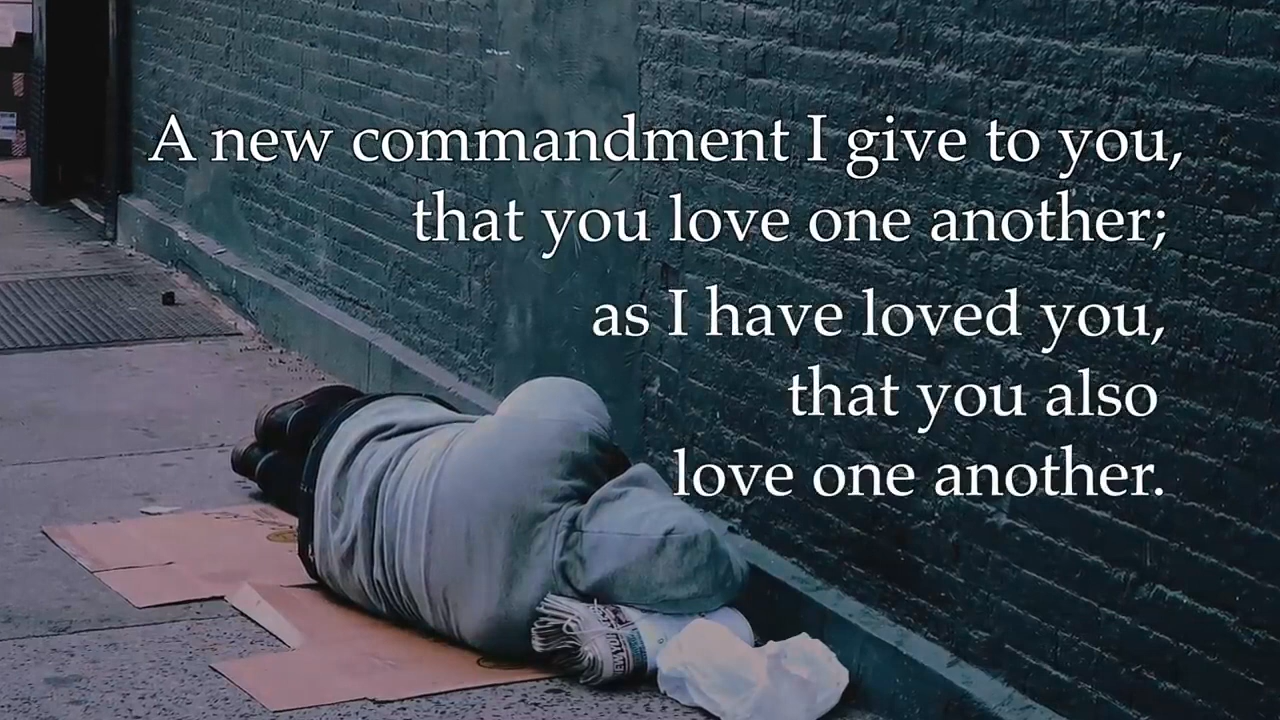 A new commandment I give to you,
that you love one another;
as I have loved you,
that you also
love one another.